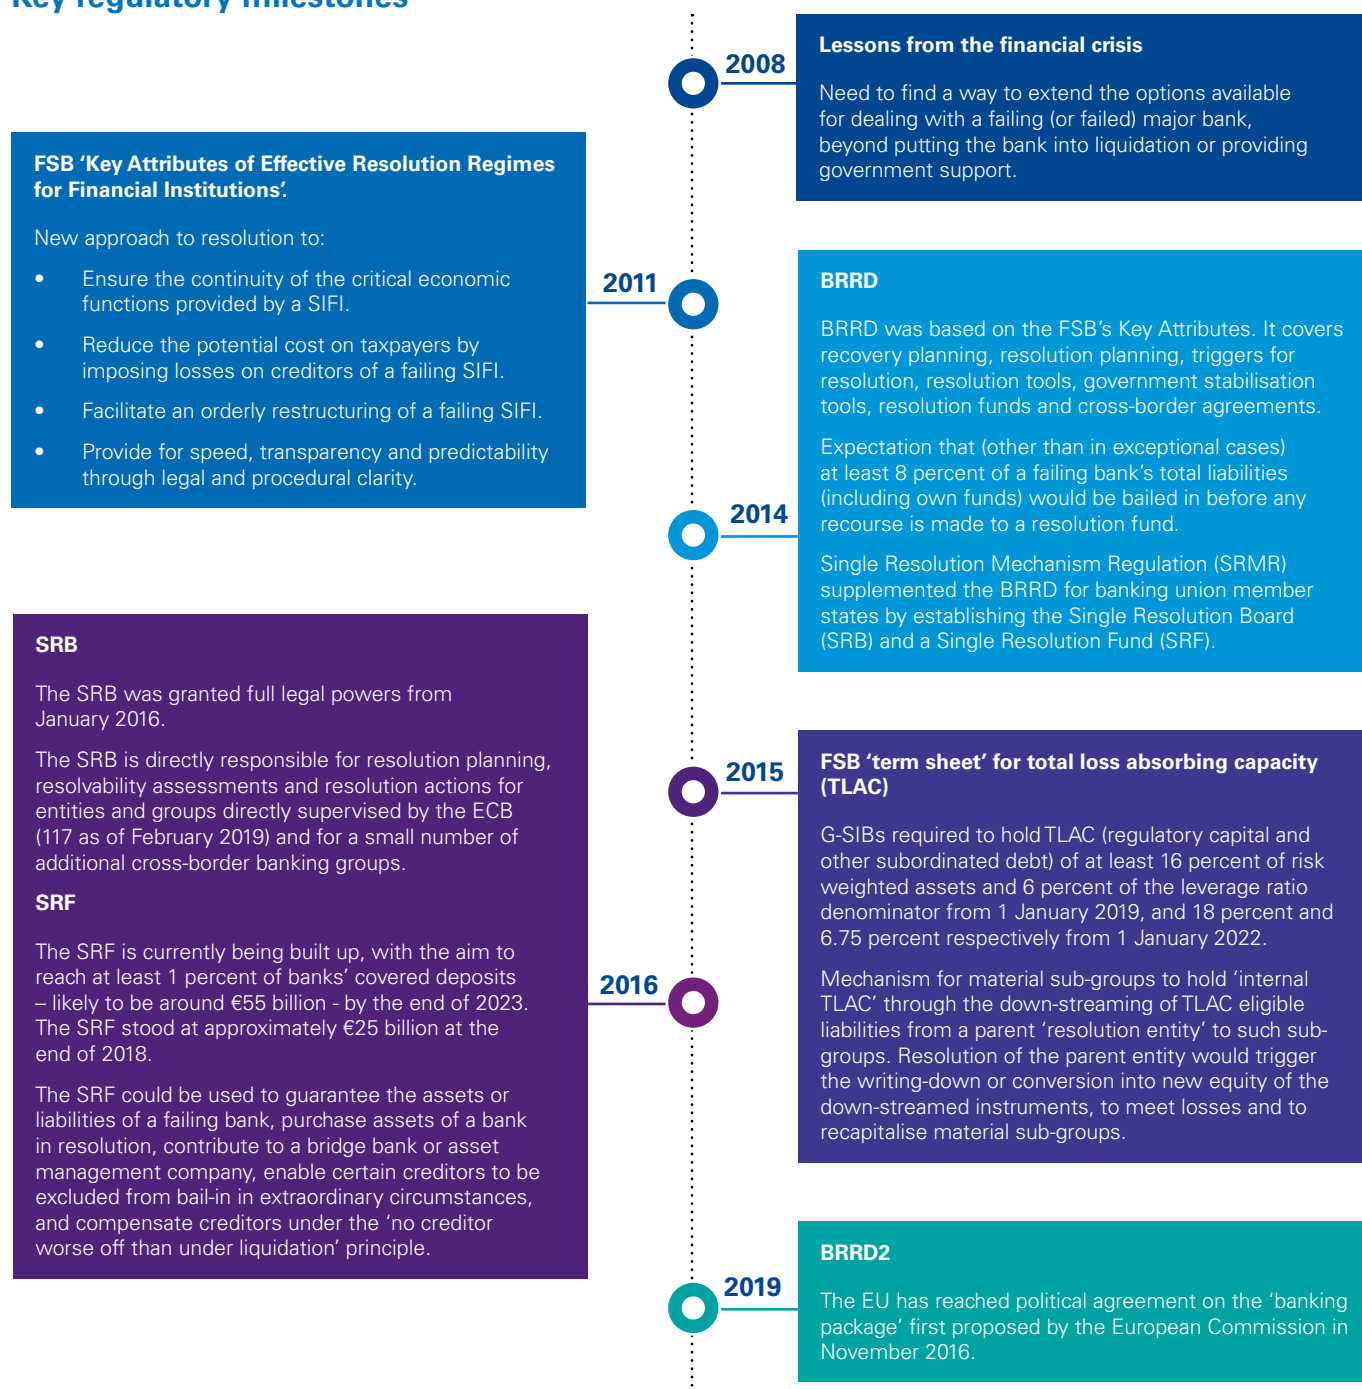 Key regulatory milestones
2008
Lessons from the financial crisis
Need to find a way to extend the options available
for dealing with a failing (or failed) major bank,
beyond putting the bank into liquidation or providing
government support.
FSB ‘Key Attributes of Effective Resolution Regimes
for Financial Institutions’.
New approach to resolution to:
• Ensure the continuity of the critical economic
functions provided by a SIFI.
• Reduce the potential cost on taxpayers by
imposing losses on creditors of a failing SIFI.
• Facilitate an orderly restructuring of a failing SIFI.
• Provide for speed, transparency and predictability
through legal and procedural clarity.
2011
BRRD
BRRD was based on the FSB’s Key Attributes. It covers
recovery planning, resolution planning, triggers for
resolution, resolution tools, government stabilisation
tools, resolution funds and cross-border agreements.
Expectation that (other than in exceptional cases)
at least 8 percent of a failing bank’s total liabilities
(including own funds) would be bailed in before any
recourse is made to a resolution fund.
Single Resolution Mechanism Regulation (SRMR)
supplemented the BRRD for banking union member
states by establishing the Single Resolution Board
(SRB) and a Single Resolution Fund (SRF).
2014
2015
FSB ‘term sheet’ for total loss absorbing capacity
(TLAC)
G-SIBs required to hold TLAC (regulatory capital and
other subordinated debt) of at least 16 percent of risk
weighted assets and 6 percent of the leverage ratio
denominator from 1 January 2019, and 18 percent and
6.75 percent respectively from 1 January 2022.
Mechanism for material sub-groups to hold ‘internal
TLAC’ through the down-streaming of TLAC eligible
liabilities from a parent ‘resolution entity’ to such sub-
groups. Resolution of the parent entity would trigger
the writing-down or conversion into new equity of the
down-streamed instruments, to meet losses and to
recapitalise material sub-groups.
SRB
The SRB was granted full legal powers from
January 2016.
The SRB is directly responsible for resolution planning,
resolvability assessments and resolution actions for
entities and groups directly supervised by the ECB
(117 as of February 2019) and for a small number of
additional cross-border banking groups.
SRF
The SRF is currently being built up, with the aim to
reach at least 1 percent of banks’ covered deposits
– likely to be around €55 billion - by the end of 2023.
The SRF stood at approximately €25 billion at the
end of 2018.
The SRF could be used to guarantee the assets or
liabilities of a failing bank, purchase assets of a bank
in resolution, contribute to a bridge bank or asset
management company, enable certain creditors to be
excluded from bail-in in extraordinary circumstances,
and compensate creditors under the ‘no creditor
worse off than under liquidation’ principle.
2016
2019
BRRD2
The EU has reached political agreement on the ‘banking
package’ first proposed by the European Commission in
November 2016.